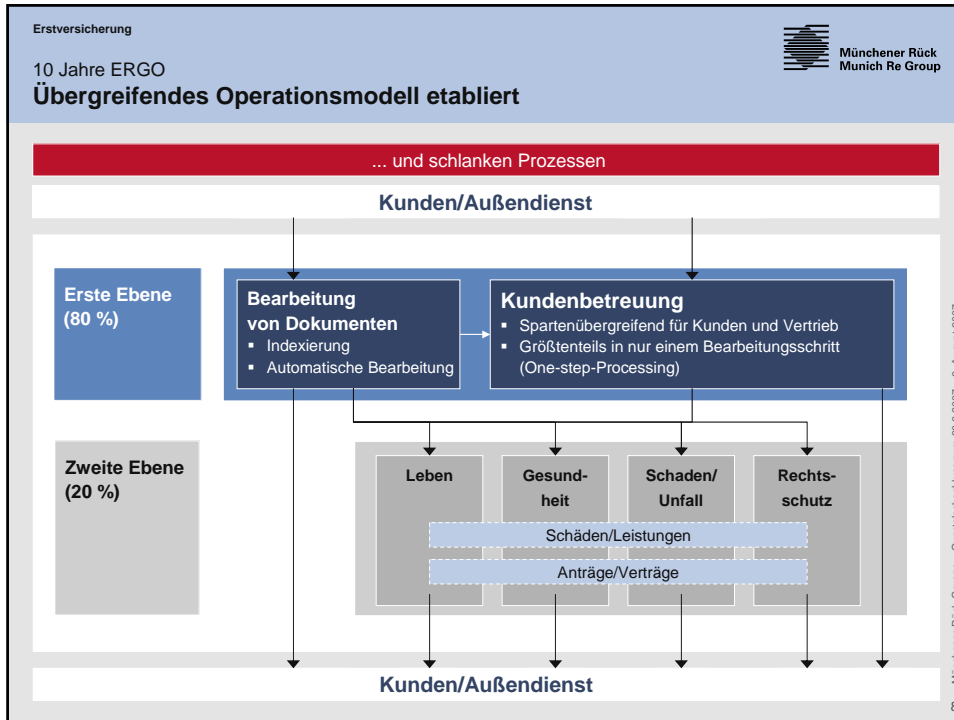 Erstversicherung
10 Jahre ERGO
Übergreifendes Operationsmodell etabliert
Münchener Rück
Munich Re Group
... und schlanken Prozessen
Kunden/Außendienst
Erste Ebene
(80 %)
Bearbeitung
von Dokumenten
▪ Indexierung
▪ Automatische Bearbeitung
Kundenbetreuung
▪ Spartenübergreifend für Kunden und Vertrieb
▪ Größtenteils in nur einem Bearbeitungsschritt
(One-step-Processing)
Zweite Ebene
(20 %)
Leben
Gesund-
heit
Schaden/
Unfall
Rechts-
schutz
Schäden/Leistungen
Anträge/Verträge
Kunden/Außendienst